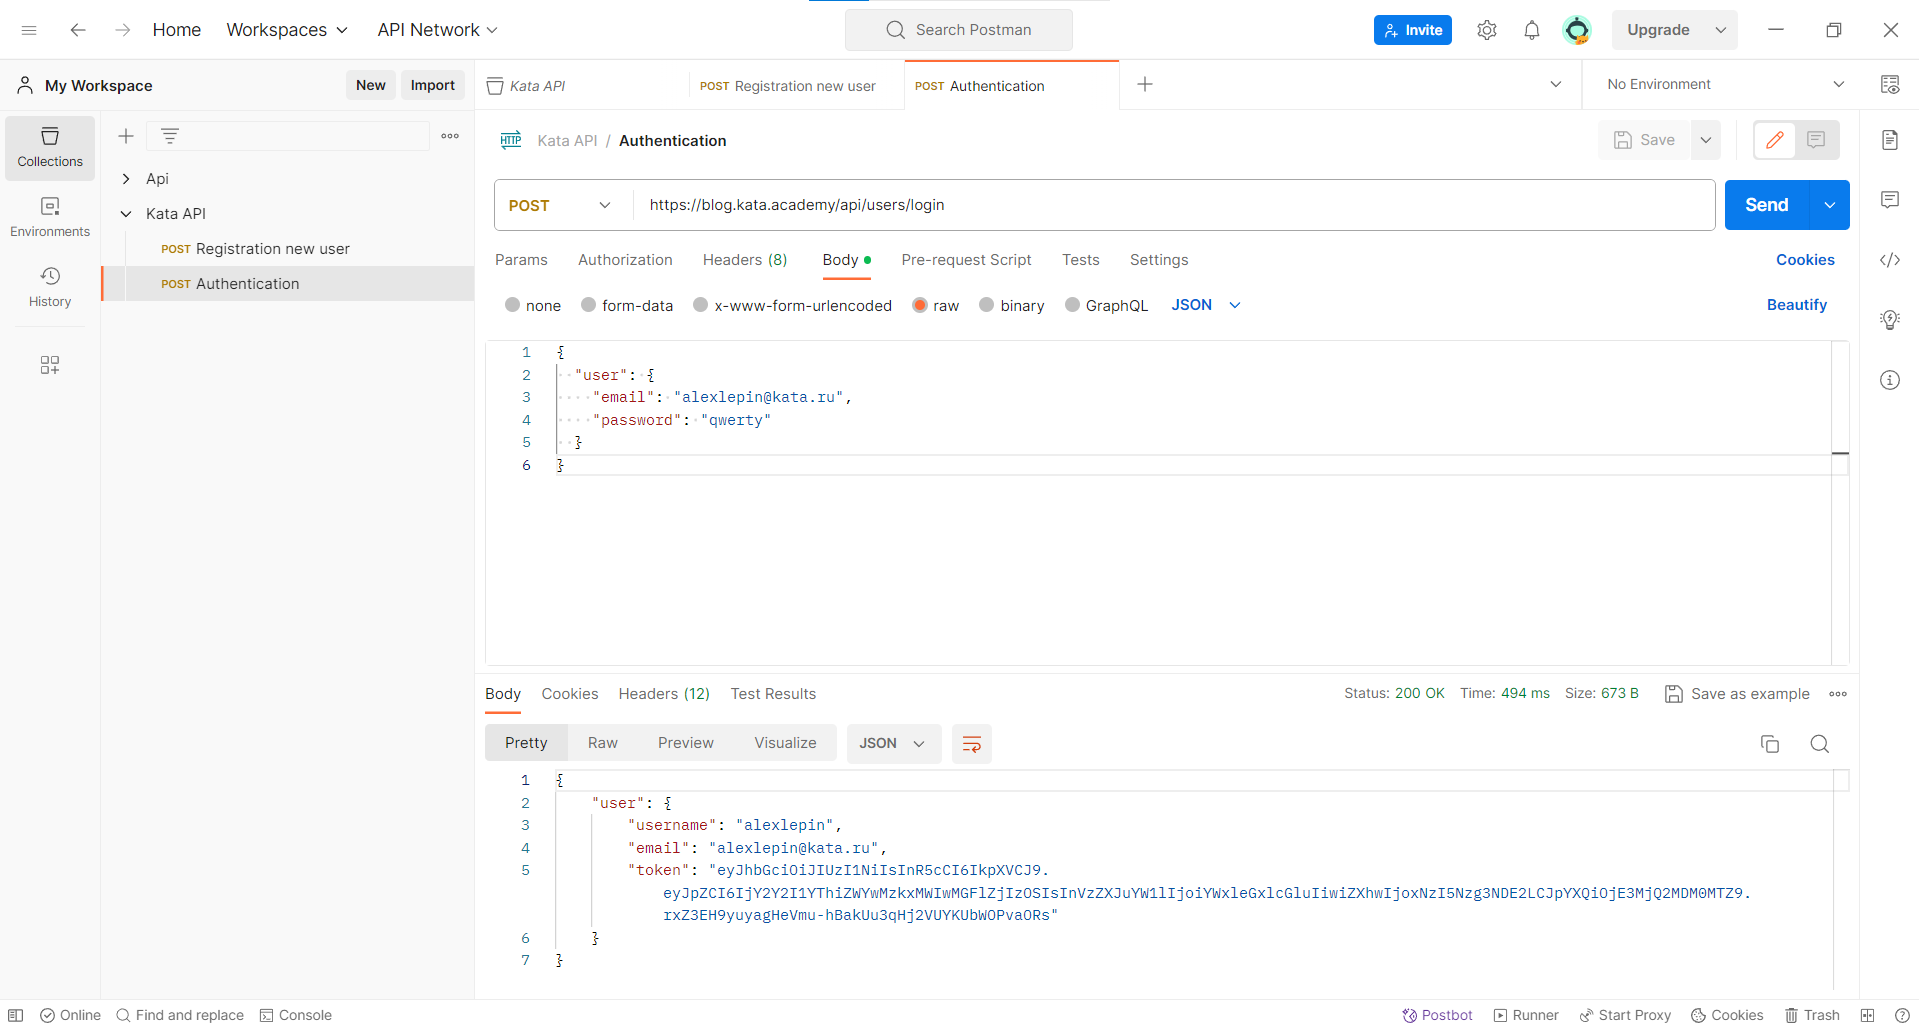 Home Workspaces API Network Search Postman Invite Upgrade
My Workspace New Import Kata API POST Registration new user POST Authentication No Environment
Collections
Environments
History
Api
Kata API
POST Registration new user
POST Authentication
HTTP Kata API / Authentication Save
POST https://blog.kata.academy/api/users/login Send
Params Authorization Headers (8) Body Pre-request Script Tests Settings Cookies
none form-data x-www-form-urlencoded raw binary GraphQL JSON Beautify
1 {
2 "user": {
3 "email": "alexlepin@kata.ru",
4 "password": "qwerty"
5 }
6 }
Body Cookies Headers (12) Test Results Status: 200 OK Time: 494 ms Size: 673 B Save as example
Pretty Raw Preview Visualize JSON
1 {
2 "user": {
3 "username": "alexlepin",
4 "email": "alexlepin@kata.ru",
5 "token": "eyJhbGciOiJIUzI1NiIsInR5cCI6IkpXVCJ9.
eyJpZCI6IjY2Y2I1YThiZWYwMzkxMWIwMGFlZjIzOSIsInVzZXJuYW1lIjoiYWxleGxlcGluIiwiZXhwIjoxNzI5Nzg3NDE2LCJpYXQiOjE3MjQ2MDM0MTZ9.
rxZ3EH9yuyagHeVmu-hBakUu3qHj2VUYKUbWOPvaORs"
6 }
7 }
Online Find and replace Console Postbot Runner Start Proxy Cookies Trash